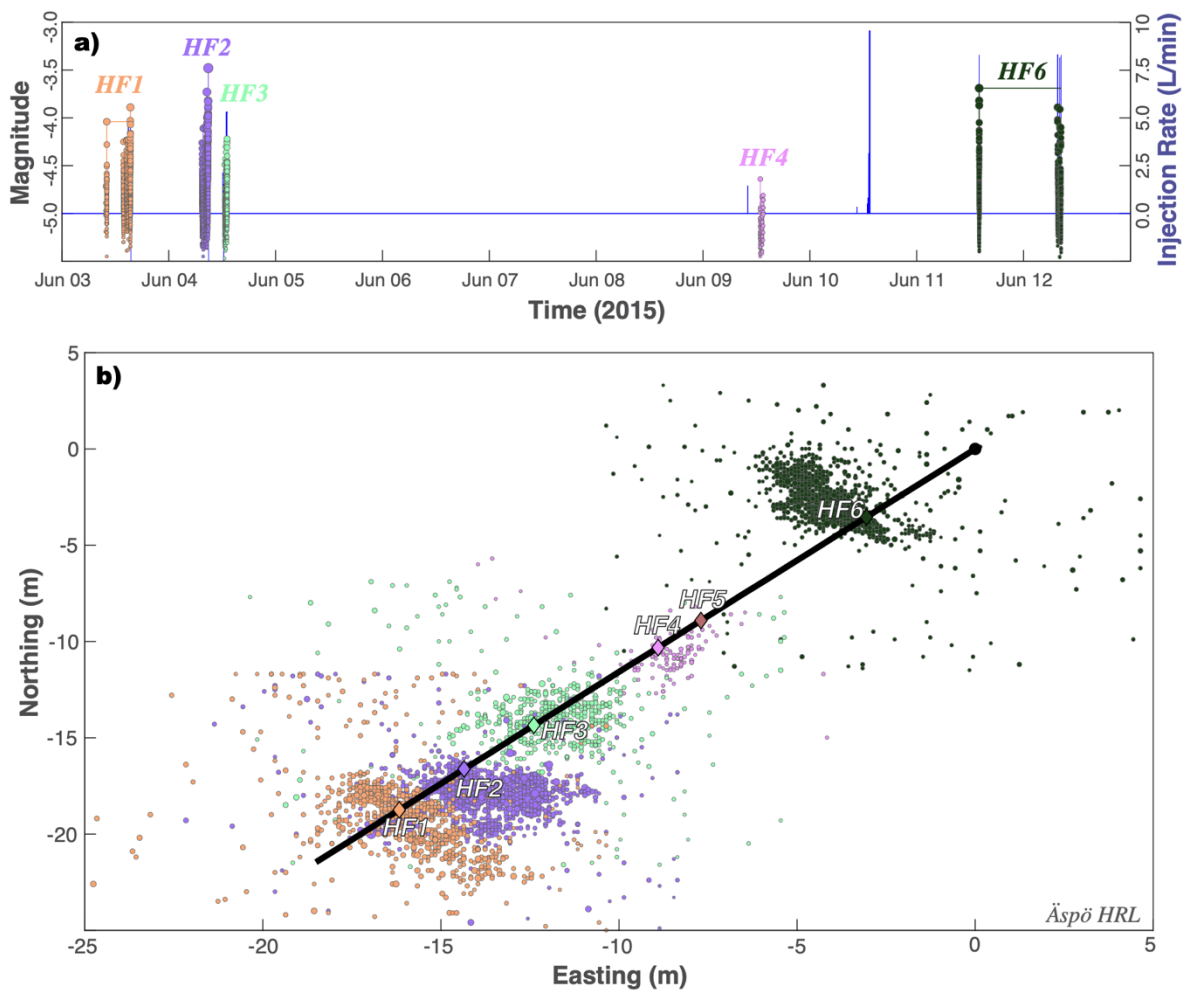 a)
HF1
HF2
HF3
HF4
HF6
Magnitude
-3.0
-3.5
-4.0
-4.5
-5.0
10
7.5
5.0
2.5
0.0
Injection Rate (L/min)
Jun 03 Jun 04 Jun 05 Jun 06 Jun 07 Jun 08 Jun 09 Jun 10 Jun 11 Jun 12
Time (2015)
b)
5
0
-5
-10
-15
-20
Northing (m)
HF6
HF5
HF4
HF3
HF2
HF1
Äspö HRL
-25 -20 -15 -10 -5 0 5
Easting (m)